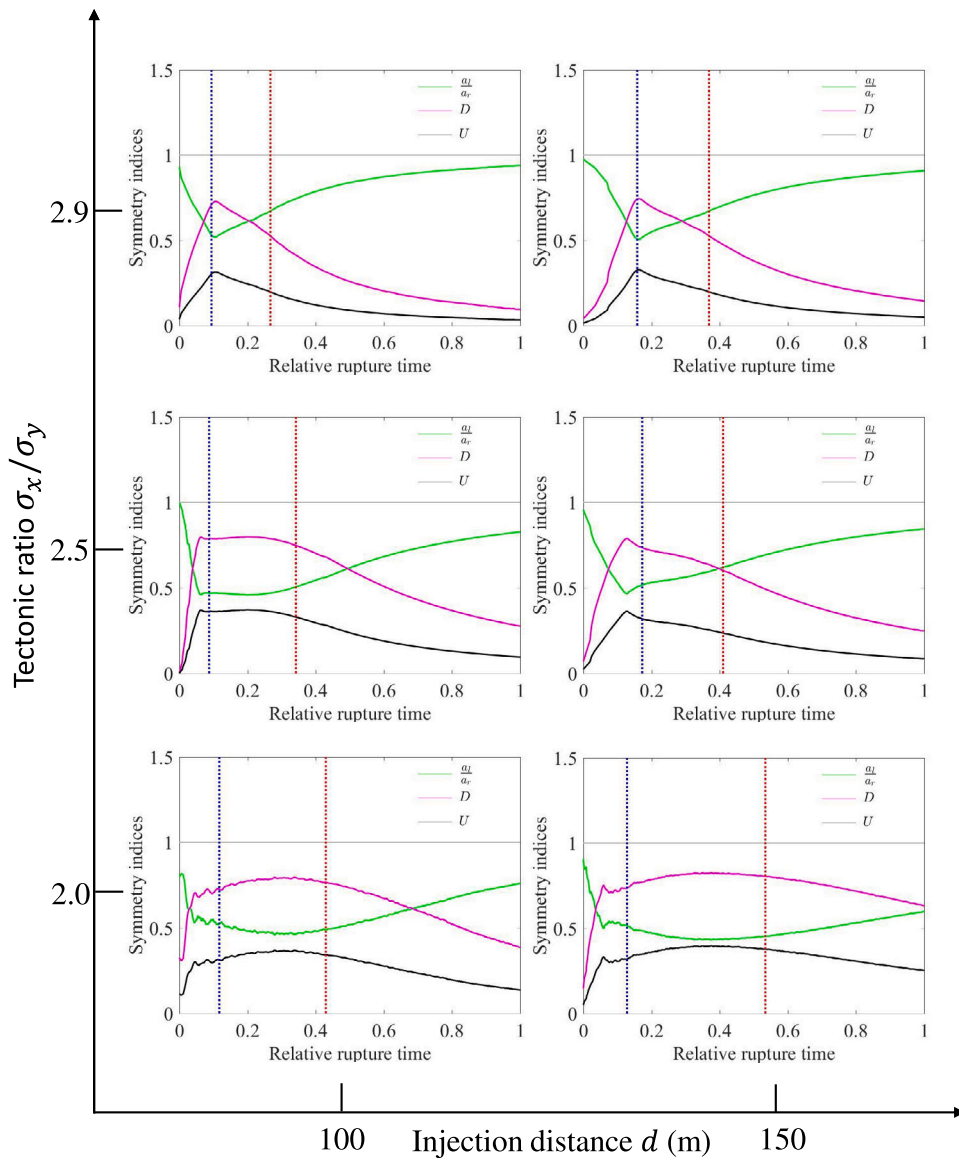 1.5
1
0.5
0
Symmetry indices
a_l/a_r
D
U
0 0.2 0.4 0.6 0.8 1
Relative rupture time
1.5
1
0.5
0
Symmetry indices
a_l/a_r
D
U
0 0.2 0.4 0.6 0.8 1
Relative rupture time
2.9
1.5
1
0.5
0
Symmetry indices
a_l/a_r
D
U
0 0.2 0.4 0.6 0.8 1
Relative rupture time
1.5
1
0.5
0
Symmetry indices
a_l/a_r
D
U
0 0.2 0.4 0.6 0.8 1
Relative rupture time
Tectonic ratio σx/σy
2.5
1.5
1
0.5
0
Symmetry indices
a_l/a_r
D
U
0 0.2 0.4 0.6 0.8 1
Relative rupture time
1.5
1
0.5
0
Symmetry indices
a_l/a_r
D
U
0 0.2 0.4 0.6 0.8 1
Relative rupture time
2.0
100 Injection distance d (m) 150